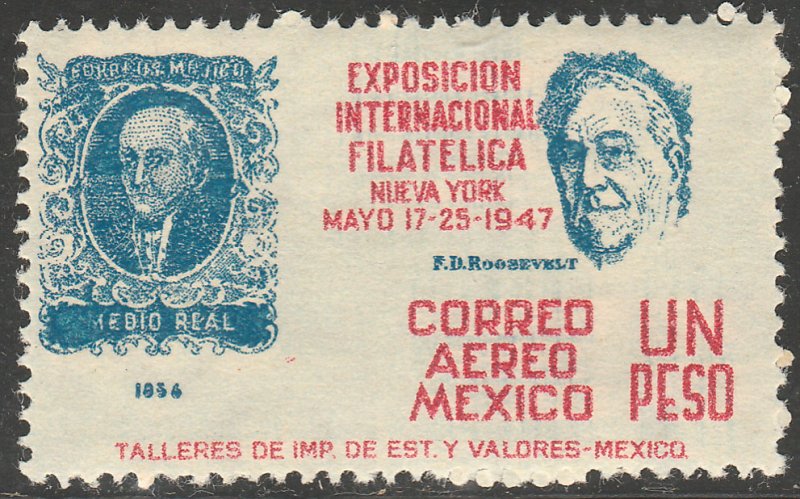 CORREOS MEJICO
MEDIO REAL
1856
EXPOSICION
INTERNACIONAL
FILATELICA
NUEVA YORK
MAYO 17-25-1947
F.D.ROOSEVELT
CORREO
AEREO
MEXICO
UN
PESO
TALLERES DE IMP. DE EST. Y VALORES-MEXICO.